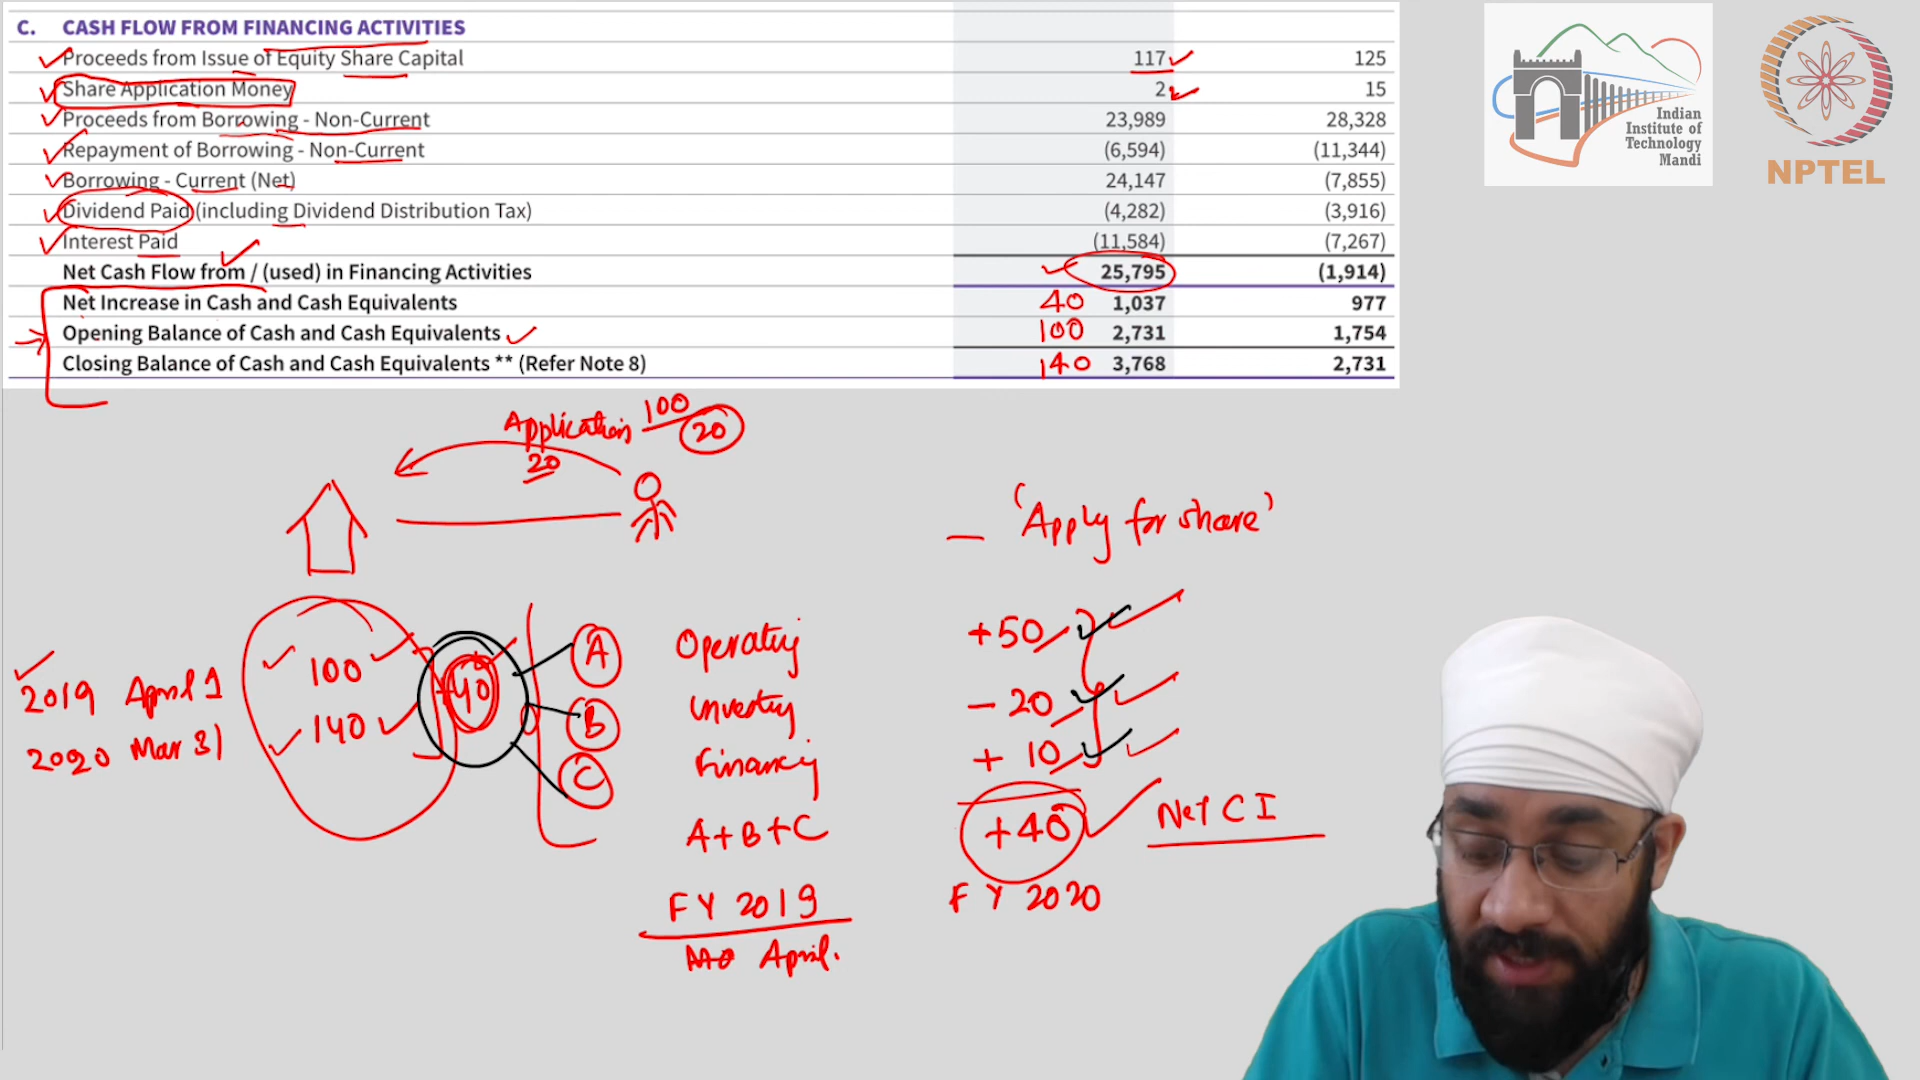 C. CASH FLOW FROM FINANCING ACTIVITIES
Proceeds from Issue of Equity Share Capital 117 125
Share Application Money 2 15
Proceeds from Borrowing - Non-Current 23,989 28,328
Repayment of Borrowing - Non-Current (6,594) (11,344)
Borrowing - Current (Net) 24,147 (7,855)
Dividend Paid (including Dividend Distribution Tax) (4,282) (3,916)
Interest Paid (11,584) (7,267)
Net Cash Flow from / (used) in Financing Activities 25,795 (1,914)
Net Increase in Cash and Cash Equivalents 40 1,037 977
Opening Balance of Cash and Cash Equivalents 100 2,731 1,754
Closing Balance of Cash and Cash Equivalents ** (Refer Note 8) 140 3,768 2,731
Indian
Institute of
Technology
Mandi
NPTEL
Application 100
20
20
'Apply for share'
2019 April 1 100
2020 Mar 31 140
+40
A Operating +50
B Investing - 20
C Financing + 10
A+B+C +40 Net C I
FY 2019 FY 2020
April.